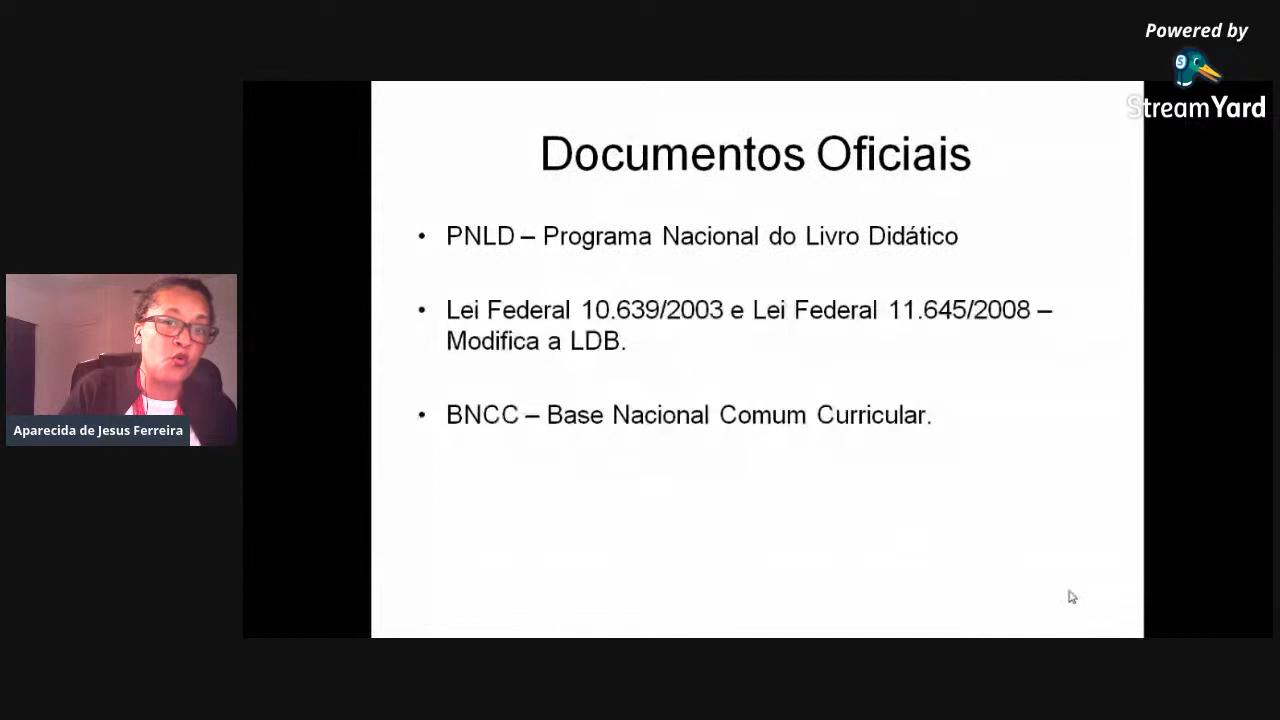 Powered by
StreamYard
Documentos Oficiais
• PNLD – Programa Nacional do Livro Didático
• Lei Federal 10.639/2003 e Lei Federal 11.645/2008 –
Modifica a LDB.
• BNCC – Base Nacional Comum Curricular.
Aparecida de Jesus Ferreira